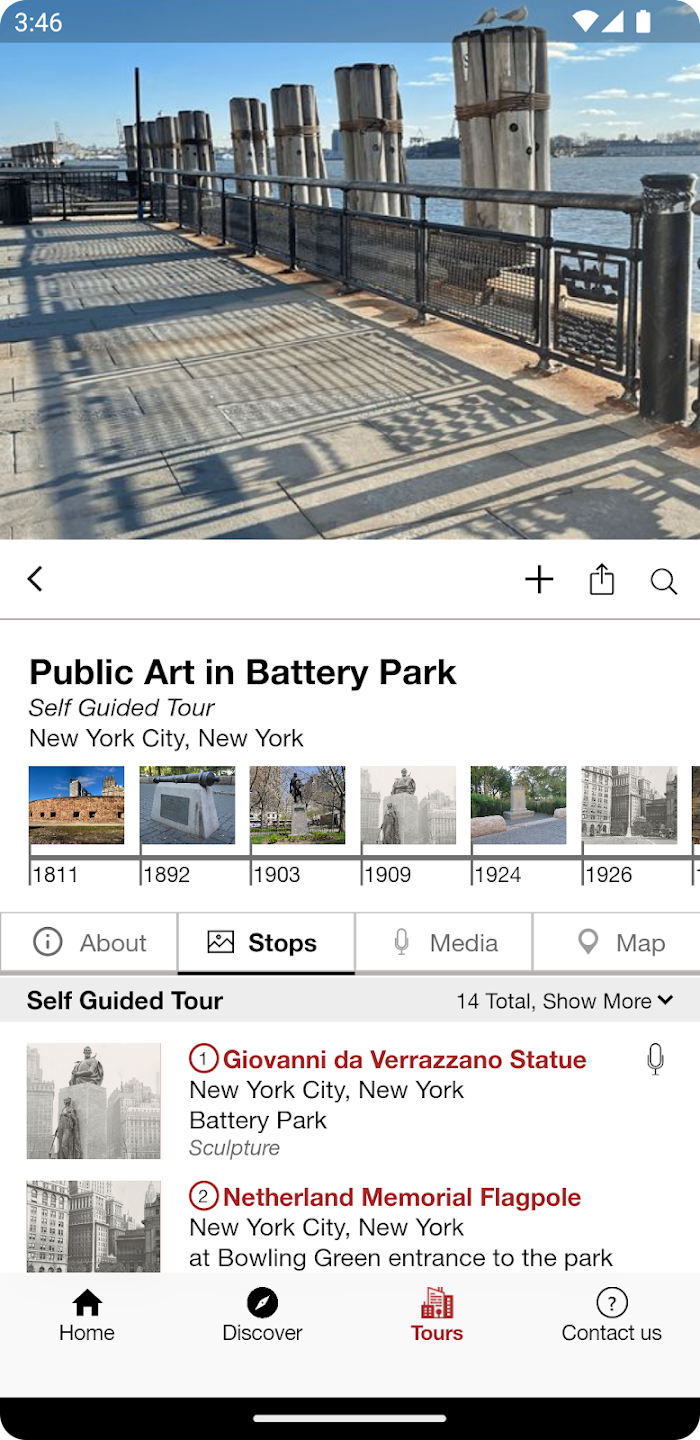 3:46
Public Art in Battery Park
Self Guided Tour
New York City, New York
1811
1892
1903
1909
1924
1926
About
Stops
Media
Map
Self Guided Tour
14 Total, Show More
1 Giovanni da Verrazzano Statue
New York City, New York
Battery Park
Sculpture
2 Netherland Memorial Flagpole
New York City, New York
at Bowling Green entrance to the park
Home
Discover
Tours
Contact us